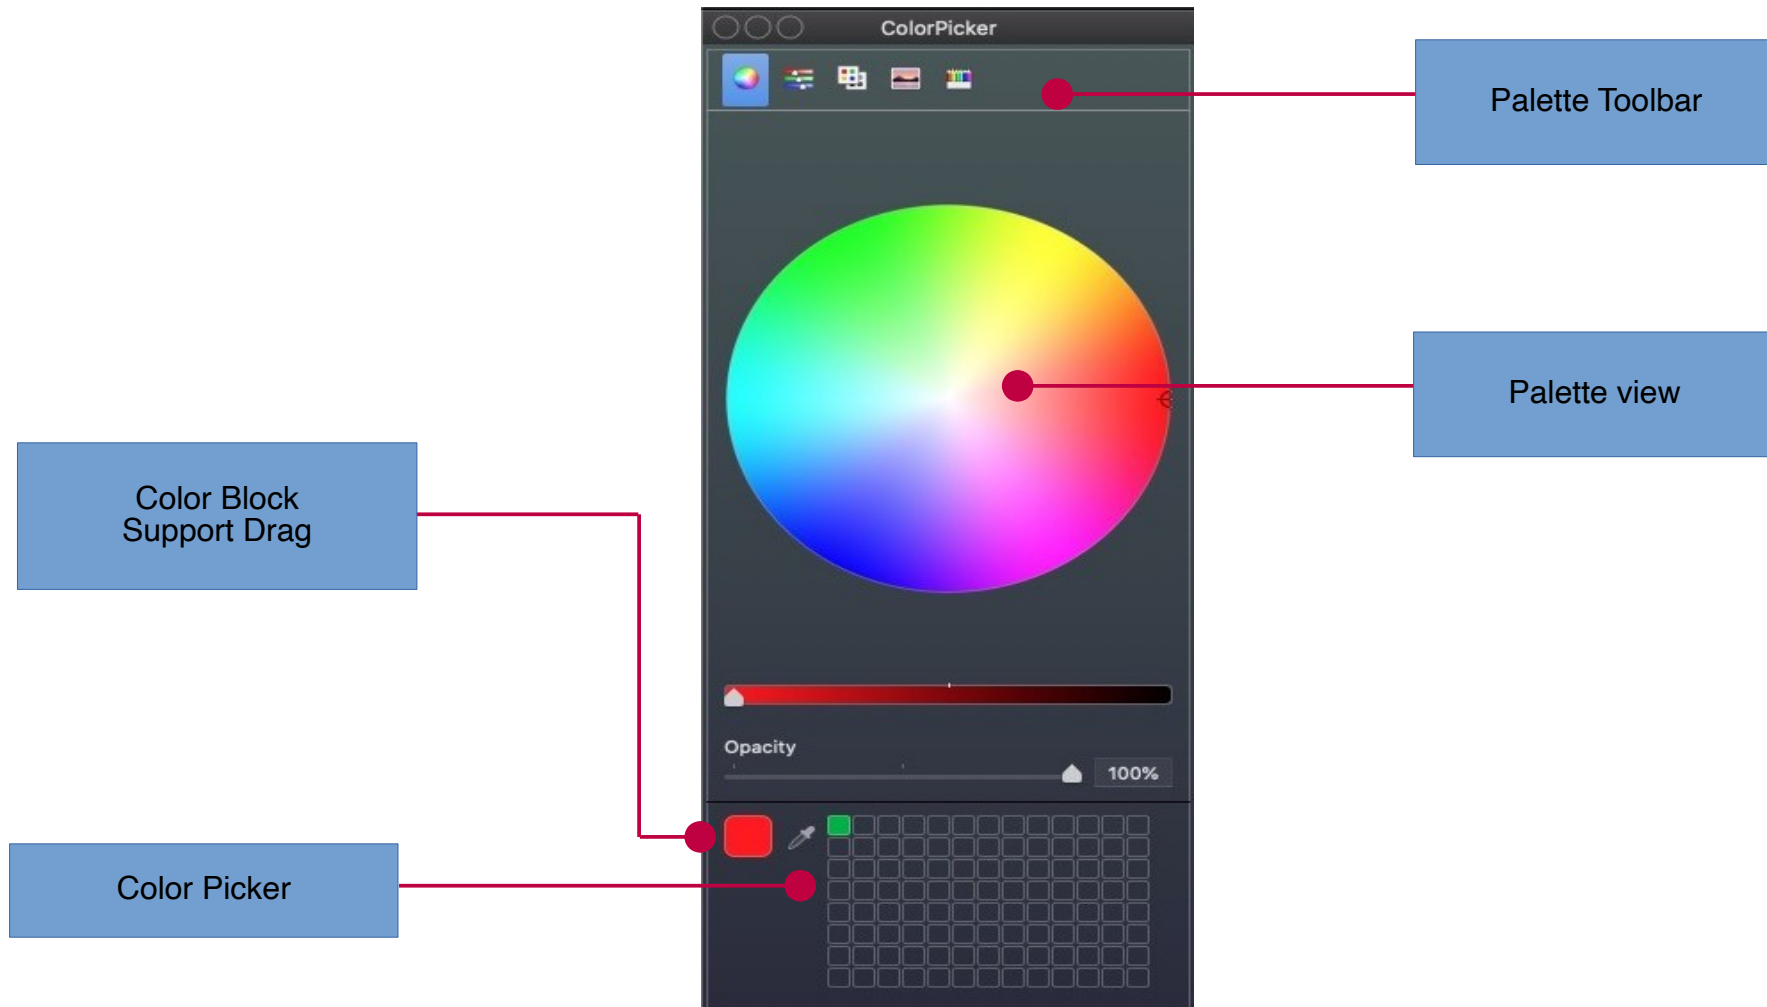 ColorPicker
Palette Toolbar
Palette view
Color Block
Support Drag
Opacity
100%
Color Picker